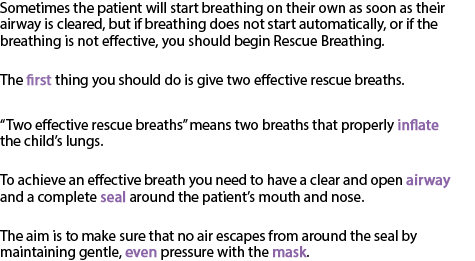 Sometimes the patient will start breathing on their own as soon as their
airway is cleared, but if breathing does not start automatically, or if the
breathing is not effective, you should begin Rescue Breathing.
The first thing you should do is give two effective rescue breaths.
“Two effective rescue breaths” means two breaths that properly inflate
the child’s lungs.
To achieve an effective breath you need to have a clear and open airway
and a complete seal around the patient’s mouth and nose.
The aim is to make sure that no air escapes from around the seal by
maintaining gentle, even pressure with the mask.